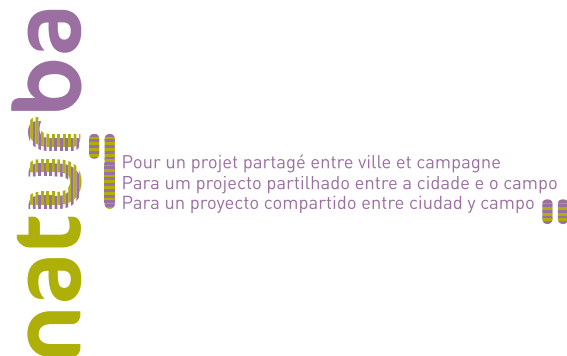 naturba
Pour un projet partagé entre ville et campagne
Para um projecto partilhado entre a cidade e o campo
Para un proyecto compartido entre ciudad y campo